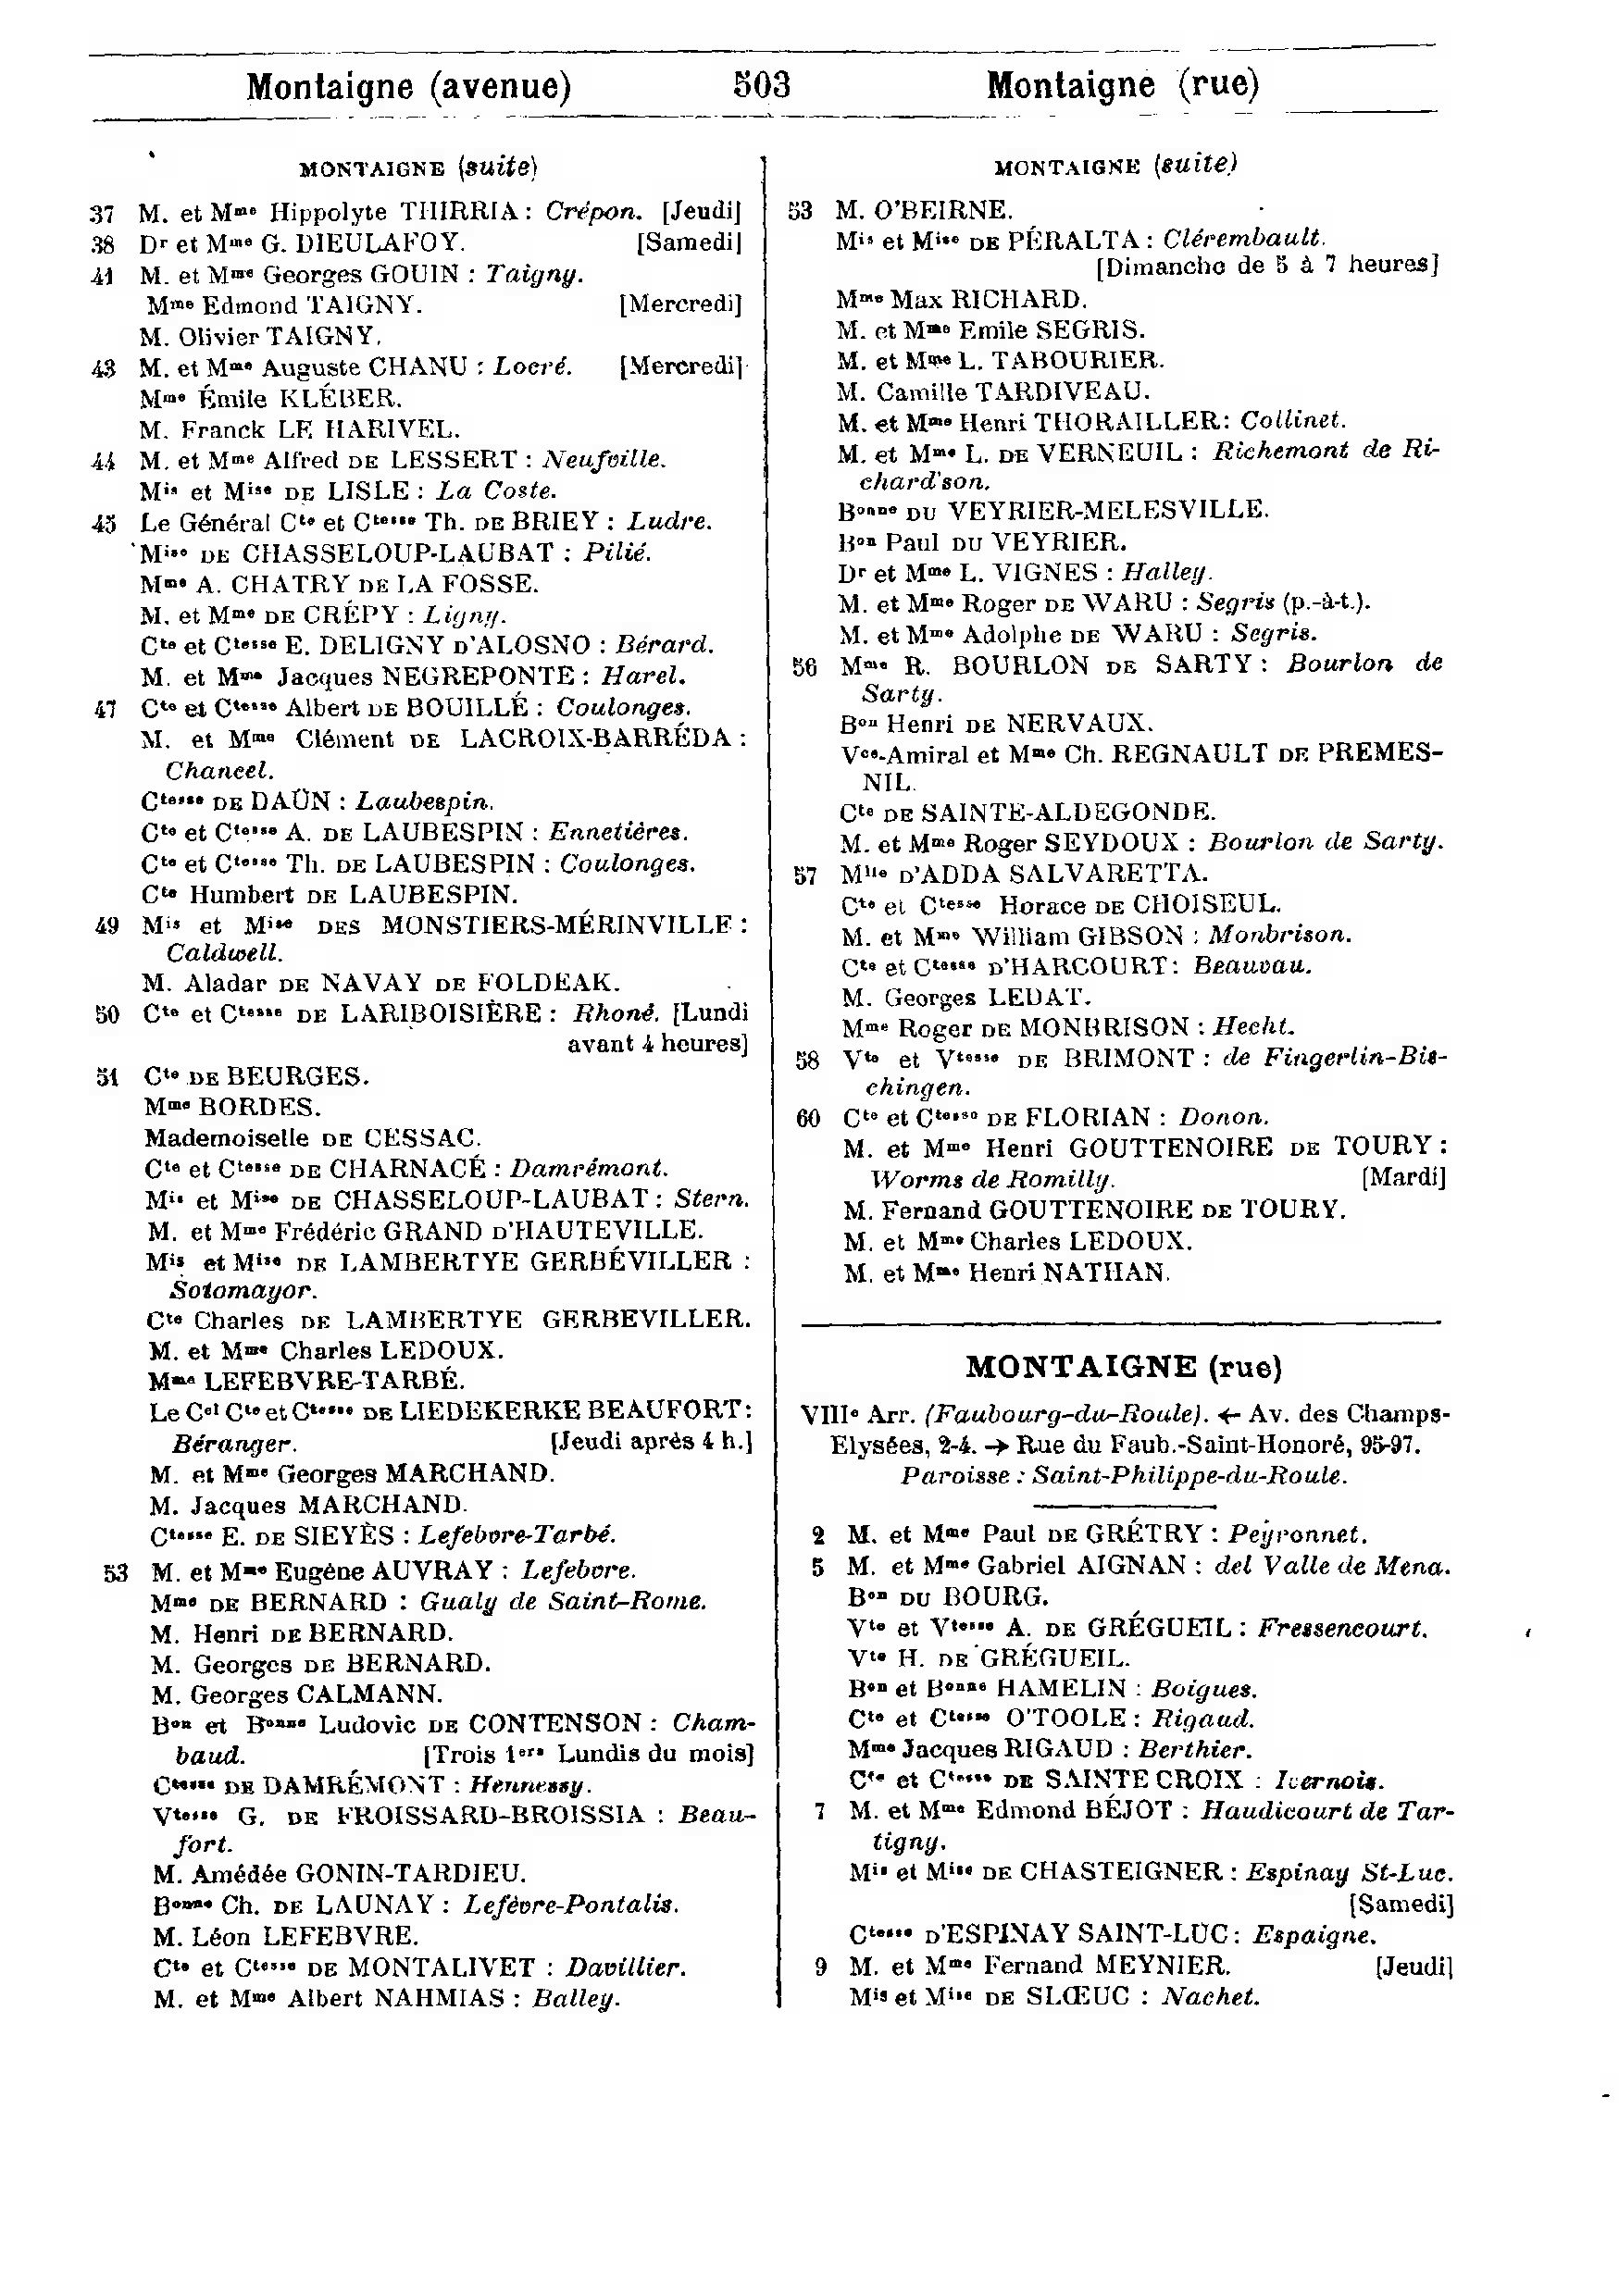 Montaigne (avenue) 503 Montaigne (rue)
MONTAIGNE (suite)
37 M. et Mme Hippolyte THIRRIA : Crépon. [Jeudi]
38 Dr et Mme G. DIEULAFOY. [Samedi]
41 M. et Mme Georges GOUIN : Taigny.
Mme Edmond TAIGNY. [Mercredi]
M. Olivier TAIGNY.
43 M. et Mme Auguste CHANU : Locré. [Mercredi]
Mme Émile KLÉBER.
M. Franck LE HARIVEL.
44 M. et Mme Alfred DE LESSERT : Neufville.
Mis et Mise DE LISLE : La Coste.
45 Le Général Cte et Ctesse Th. DE BRIEY : Ludre.
Mise DE CHASSELOUP-LAUBAT : Pilié.
Mme A. CHATRY DE LA FOSSE.
M. et Mme DE CRÉPY : Ligny.
Cte et Ctesse E. DELIGNY D'ALOSNO : Bérard.
M. et Mme Jacques NEGREPONTE : Harel.
47 Cte et Ctesse Albert DE BOUILLÉ : Coulonges.
M. et Mme Clément DE LACROIX-BARRÉDA :
Chancel.
Ctesse DE DAÜN : Laubespin.
Cte et Ctesse A. DE LAUBESPIN : Ennetières.
Cte et Ctesse Th. DE LAUBESPIN : Coulonges.
Cte Humbert DE LAUBESPIN.
49 Mis et Mise DES MONSTIERS-MÉRINVILLE :
Caldwell.
M. Aladar DE NAVAY DE FOLDEAK.
50 Cte et Ctesse DE LARIBOISIÈRE : Rhoné. [Lundi
avant 4 heures]
51 Cte DE BEURGES.
Mme BORDES.
Mademoiselle DE CESSAC.
Cte et Ctesse DE CHARNACÉ : Damrémont.
Mis et Mise DE CHASSELOUP-LAUBAT : Stern.
M. et Mme Frédéric GRAND D'HAUTEVILLE.
Mis et Mise DE LAMBERTYE GERBÉVILLER :
Sotomayor.
Cte Charles DE LAMBERTYE GERBEVILLER.
M. et Mme Charles LEDOUX.
Mme LEFEBVRE-TARBÉ.
Le Cel Cte et Ctesse DE LIEDEKERKE BEAUFORT :
Béranger. [Jeudi après 4 h.]
M. et Mme Georges MARCHAND.
M. Jacques MARCHAND.
Ctesse E. DE SIEYÈS : Lefebvre-Tarbé.
53 M. et Mme Eugène AUVRAY : Lefebvre.
Mme DE BERNARD : Gualy de Saint-Rome.
M. Henri DE BERNARD.
M. Georges DE BERNARD.
M. Georges CALMANN.
Bon et Bonne Ludovic DE CONTENSON : Cham-
baud. [Trois 1ers Lundis du mois]
Ctesse DE DAMRÉMONT : Hennessy.
Vtesse G. DE FROISSARD-BROISSIA : Beau-
fort.
M. Amédée GONIN-TARDIEU.
Bonne Ch. DE LAUNAY : Lefèvre-Pontalis.
M. Léon LEFEBVRE.
Cte et Ctesse DE MONTALIVET : Davillier.
M. et Mme Albert NAHMIAS : Balley.
MONTAIGNE (suite)
53 M. O'BEIRNE.
Mis et Mise DE PÉRALTA : Clérembault.
[Dimanche de 5 à 7 heures]
Mme Max RICHARD.
M. et Mme Emile SEGRIS.
M. et Mme L. TABOURIER.
M. Camille TARDIVEAU.
M. et Mme Henri THORAILLER : Collinet.
M. et Mme L. DE VERNEUIL : Richemont de Ri-
chard'son.
Bonne DU VEYRIER-MELESVILLE.
Bon Paul DU VEYRIER.
Dr et Mme L. VIGNES : Halley.
M. et Mme Roger DE WARU : Segris (p.-à-t.).
M. et Mme Adolphe DE WARU : Segris.
56 Mme R. BOURLON DE SARTY : Bourlon de
Sarty.
Bon Henri DE NERVAUX.
Vce-Amiral et Mme Ch. REGNAULT DE PREMES-
NIL.
Cte DE SAINTE-ALDEGONDE.
M. et Mme Roger SEYDOUX : Bourlon de Sarty.
57 Mlle D'ADDA SALVARETTA.
Cte et Ctesse Horace DE CHOISEUL.
M. et Mme William GIBSON : Monbrison.
Cte et Ctesse D'HARCOURT : Beauvau.
M. Georges LEDAT.
Mme Roger DE MONBRISON : Hecht.
58 Vte et Vtesse DE BRIMONT : de Fingerlin-Bis-
chingen.
60 Cte et Ctesse DE FLORIAN : Donon.
M. et Mme Henri GOUTTENOIRE DE TOURY :
Worms de Romilly. [Mardi]
M. Fernand GOUTTENOIRE DE TOURY.
M. et Mme Charles LEDOUX.
M. et Mme Henri NATHAN.
MONTAIGNE (rue)
VIIIe Arr. (Faubourg-du-Roule). ← Av. des Champs-
Elysées, 2-4. → Rue du Faub.-Saint-Honoré, 95-97.
Paroisse : Saint-Philippe-du-Roule.
2 M. et Mme Paul DE GRÉTRY : Peyronnet.
5 M. et Mme Gabriel AIGNAN : del Valle de Mena.
Bon DU BOURG.
Vte et Vtesse A. DE GRÉGUEIL : Fressencourt.
Vte H. DE GRÉGUEIL.
Bon et Bonne HAMELIN : Boigues.
Cte et Ctesse O'TOOLE : Rigaud.
Mme Jacques RIGAUD : Berthier.
Cte et Ctesse DE SAINTE CROIX : Ivernois.
7 M. et Mme Edmond BÉJOT : Haudicourt de Tar-
tigny.
Mis et Mise DE CHASTEIGNER : Espinay St-Luc.
[Samedi]
Ctesse D'ESPINAY SAINT-LUC : Espaigne.
9 M. et Mme Fernand MEYNIER. [Jeudi]
Mis et Mise DE SLŒUC : Nachet.